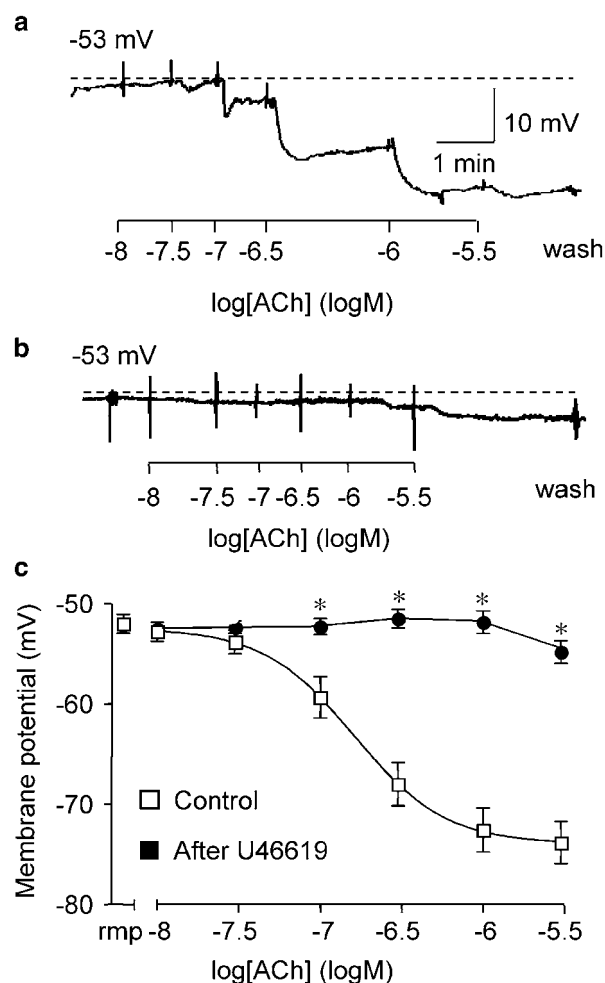 a
-53 mV
10 mV
1 min
-8 -7.5 -7 -6.5 -6 -5.5 wash
log[ACh] (logM)
b
-53 mV
-8 -7.5 -7 -6.5 -6 -5.5 wash
log[ACh] (logM)
c
Membrane potential (mV)
-50
-60
-70
-80
* * * *
Control
After U46619
rmp -8 -7.5 -7 -6.5 -6 -5.5
log[ACh] (logM)